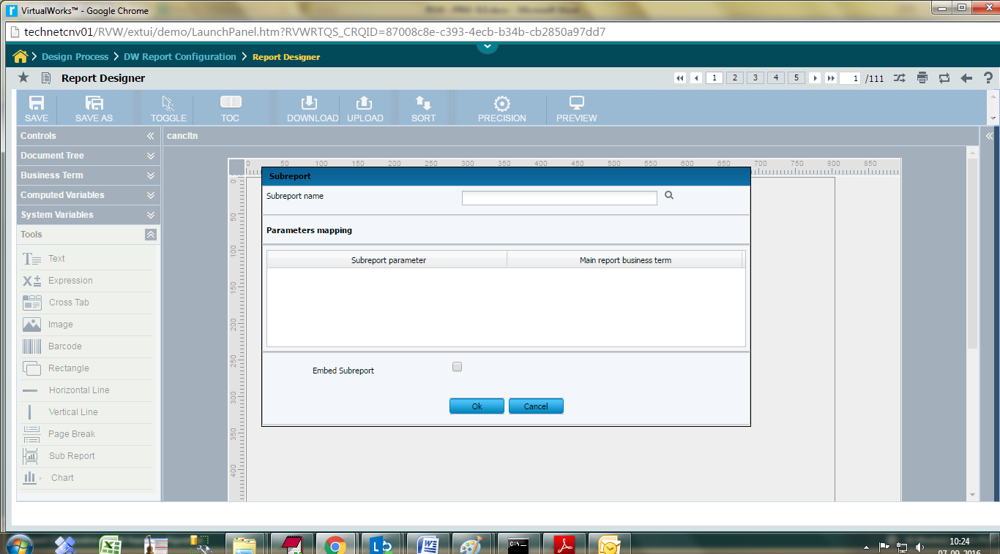 VirtualWorks™ - Google Chrome
technetcnv01/RVW/extui/demo/LaunchPanel.htm?RVWRTQS_CRQID=87008c8e-c393-4ecb-b34b-cb2850a97dd7
Design Process > DW Report Configuration > Report Designer
Report Designer 1 2 3 4 5 1 /111 ?
SAVE SAVE AS TOGGLE TOC DOWNLOAD UPLOAD SORT PRECISION PREVIEW
Controls
cancltn
Document Tree
Business Term
Computed Variables
System Variables
Tools
Text
Expression
Cross Tab
Image
Barcode
Rectangle
Horizontal Line
Vertical Line
Page Break
Sub Report
Chart
0 50 100 150 200 250 300 350 400 450 500 550 600 650 700 750 800 850
0
50
100
150
200
250
300
350
400
Subreport
Subreport name
Parameters mapping
Subreport parameter Main report business term
Embed Subreport
Ok Cancel
10:24
07-09-2016